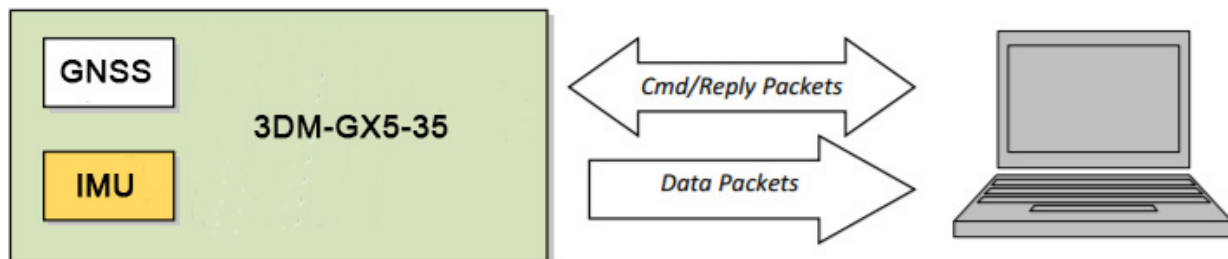 GNSS
3DM-GX5-35
IMU
Cmd/Reply Packets
Data Packets